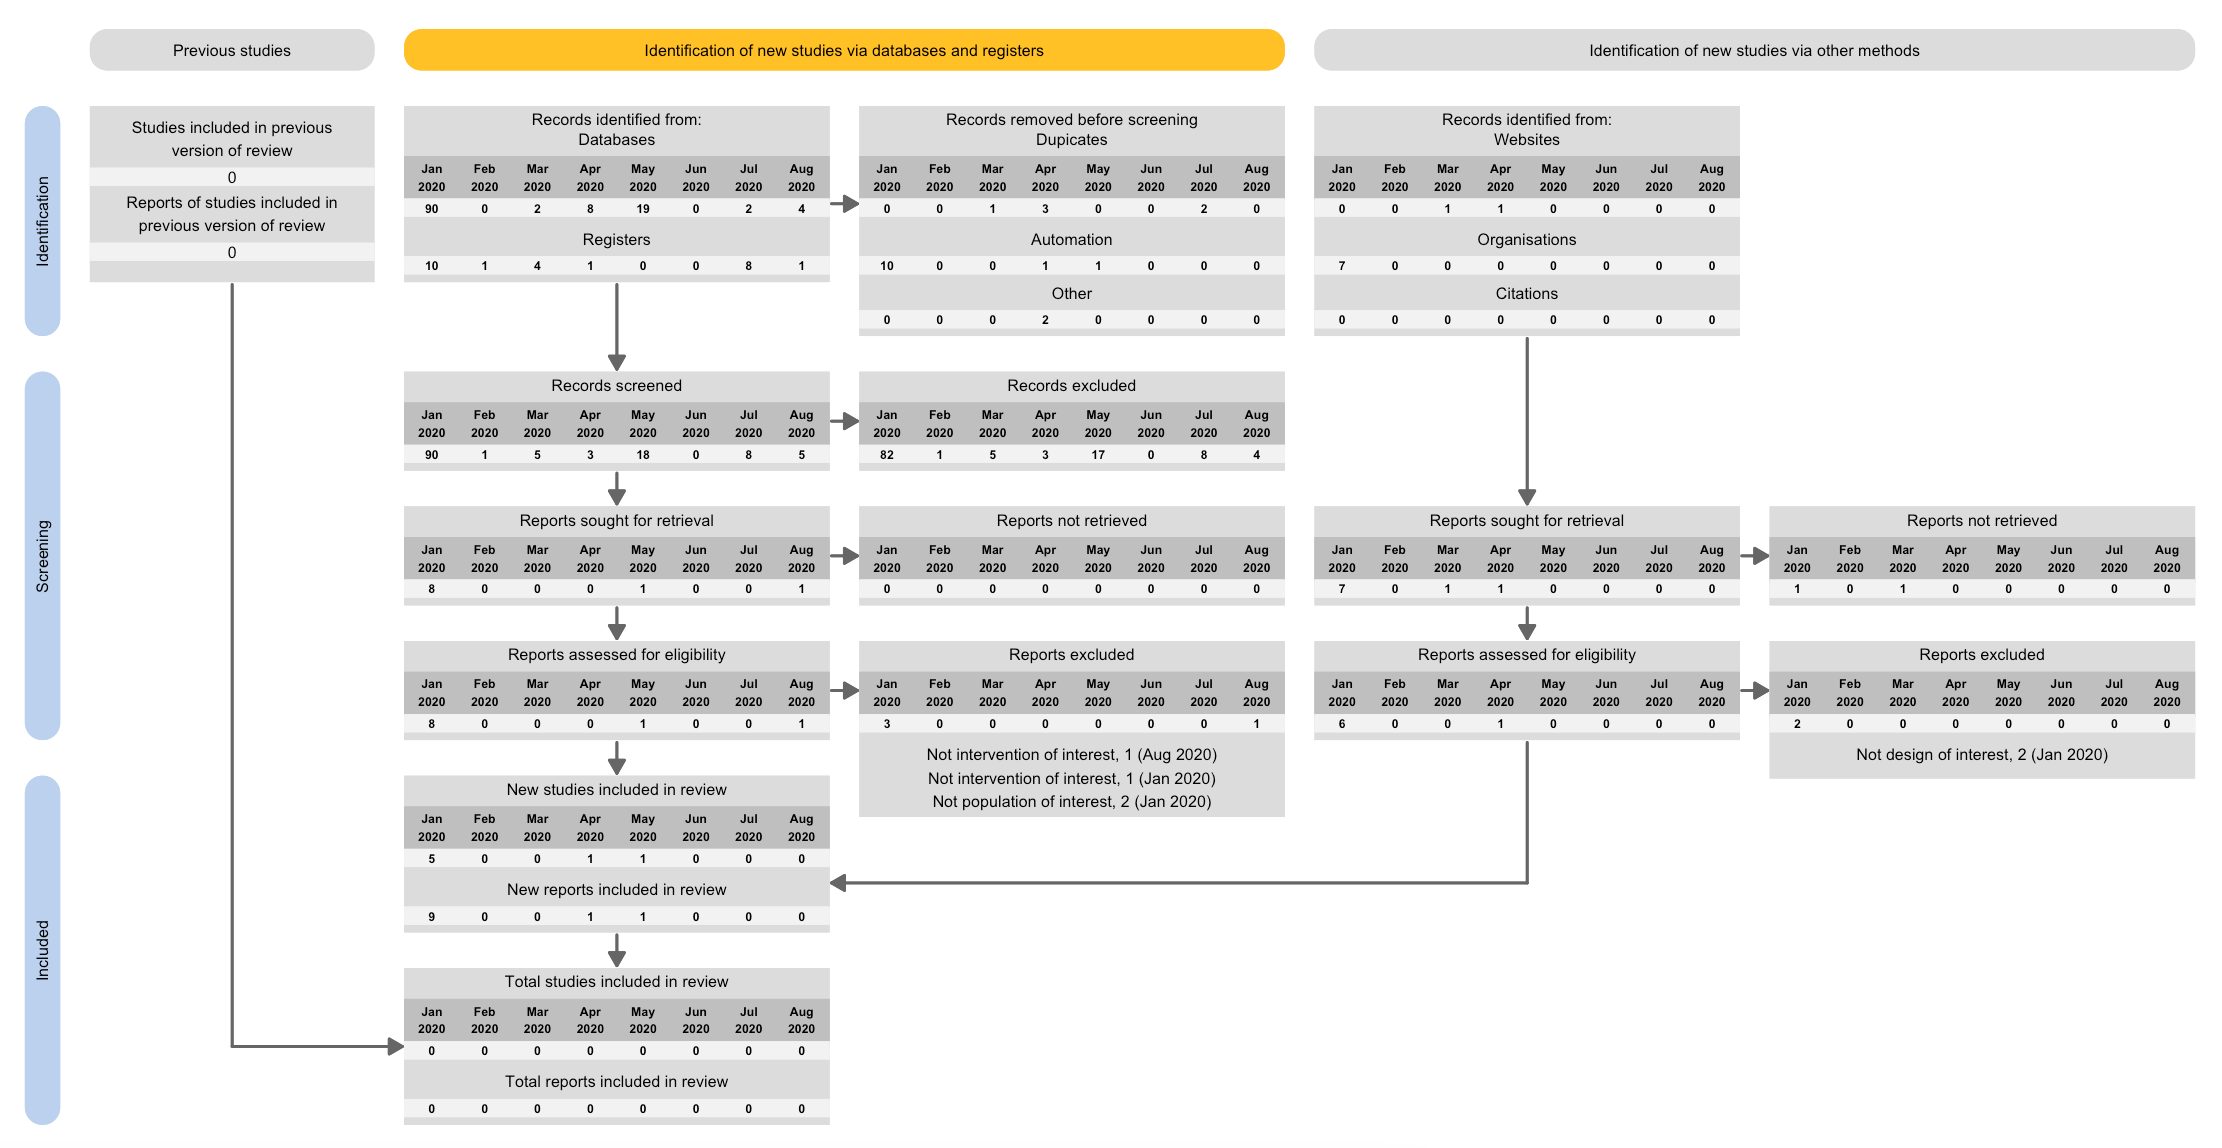 Previous studies
Identification of new studies via databases and registers
Identification of new studies via other methods
Identification
Studies included in previous
version of review
0
Reports of studies included in
previous version of review
0
Records identified from:
Databases
Jan Feb Mar Apr May Jun Jul Aug
2020 2020 2020 2020 2020 2020 2020 2020
90 0 2 8 19 0 2 4
Registers
10 1 4 1 0 0 8 1
Records removed before screening
Dupicates
Jan Feb Mar Apr May Jun Jul Aug
2020 2020 2020 2020 2020 2020 2020 2020
0 0 1 3 0 0 2 0
Automation
10 0 0 1 1 0 0 0
Other
0 0 0 2 0 0 0 0
Records identified from:
Websites
Jan Feb Mar Apr May Jun Jul Aug
2020 2020 2020 2020 2020 2020 2020 2020
0 0 1 1 0 0 0 0
Organisations
7 0 0 0 0 0 0 0
Citations
0 0 0 0 0 0 0 0
Screening
Records screened
Jan Feb Mar Apr May Jun Jul Aug
2020 2020 2020 2020 2020 2020 2020 2020
90 1 5 3 18 0 8 5
Records excluded
Jan Feb Mar Apr May Jun Jul Aug
2020 2020 2020 2020 2020 2020 2020 2020
82 1 5 3 17 0 8 4
Reports sought for retrieval
Jan Feb Mar Apr May Jun Jul Aug
2020 2020 2020 2020 2020 2020 2020 2020
8 0 0 0 1 0 0 1
Reports not retrieved
Jan Feb Mar Apr May Jun Jul Aug
2020 2020 2020 2020 2020 2020 2020 2020
0 0 0 0 0 0 0 0
Reports sought for retrieval
Jan Feb Mar Apr May Jun Jul Aug
2020 2020 2020 2020 2020 2020 2020 2020
7 0 1 1 0 0 0 0
Reports not retrieved
Jan Feb Mar Apr May Jun Jul Aug
2020 2020 2020 2020 2020 2020 2020 2020
1 0 1 0 0 0 0 0
Reports assessed for eligibility
Jan Feb Mar Apr May Jun Jul Aug
2020 2020 2020 2020 2020 2020 2020 2020
8 0 0 0 1 0 0 1
Reports excluded
Jan Feb Mar Apr May Jun Jul Aug
2020 2020 2020 2020 2020 2020 2020 2020
3 0 0 0 0 0 0 1
Not intervention of interest, 1 (Aug 2020)
Not intervention of interest, 1 (Jan 2020)
Not population of interest, 2 (Jan 2020)
Reports assessed for eligibility
Jan Feb Mar Apr May Jun Jul Aug
2020 2020 2020 2020 2020 2020 2020 2020
6 0 0 1 0 0 0 0
Reports excluded
Jan Feb Mar Apr May Jun Jul Aug
2020 2020 2020 2020 2020 2020 2020 2020
2 0 0 0 0 0 0 0
Not design of interest, 2 (Jan 2020)
Included
New studies included in review
Jan Feb Mar Apr May Jun Jul Aug
2020 2020 2020 2020 2020 2020 2020 2020
5 0 0 1 1 0 0 0
New reports included in review
9 0 0 1 1 0 0 0
Total studies included in review
Jan Feb Mar Apr May Jun Jul Aug
2020 2020 2020 2020 2020 2020 2020 2020
0 0 0 0 0 0 0 0
Total reports included in review
0 0 0 0 0 0 0 0